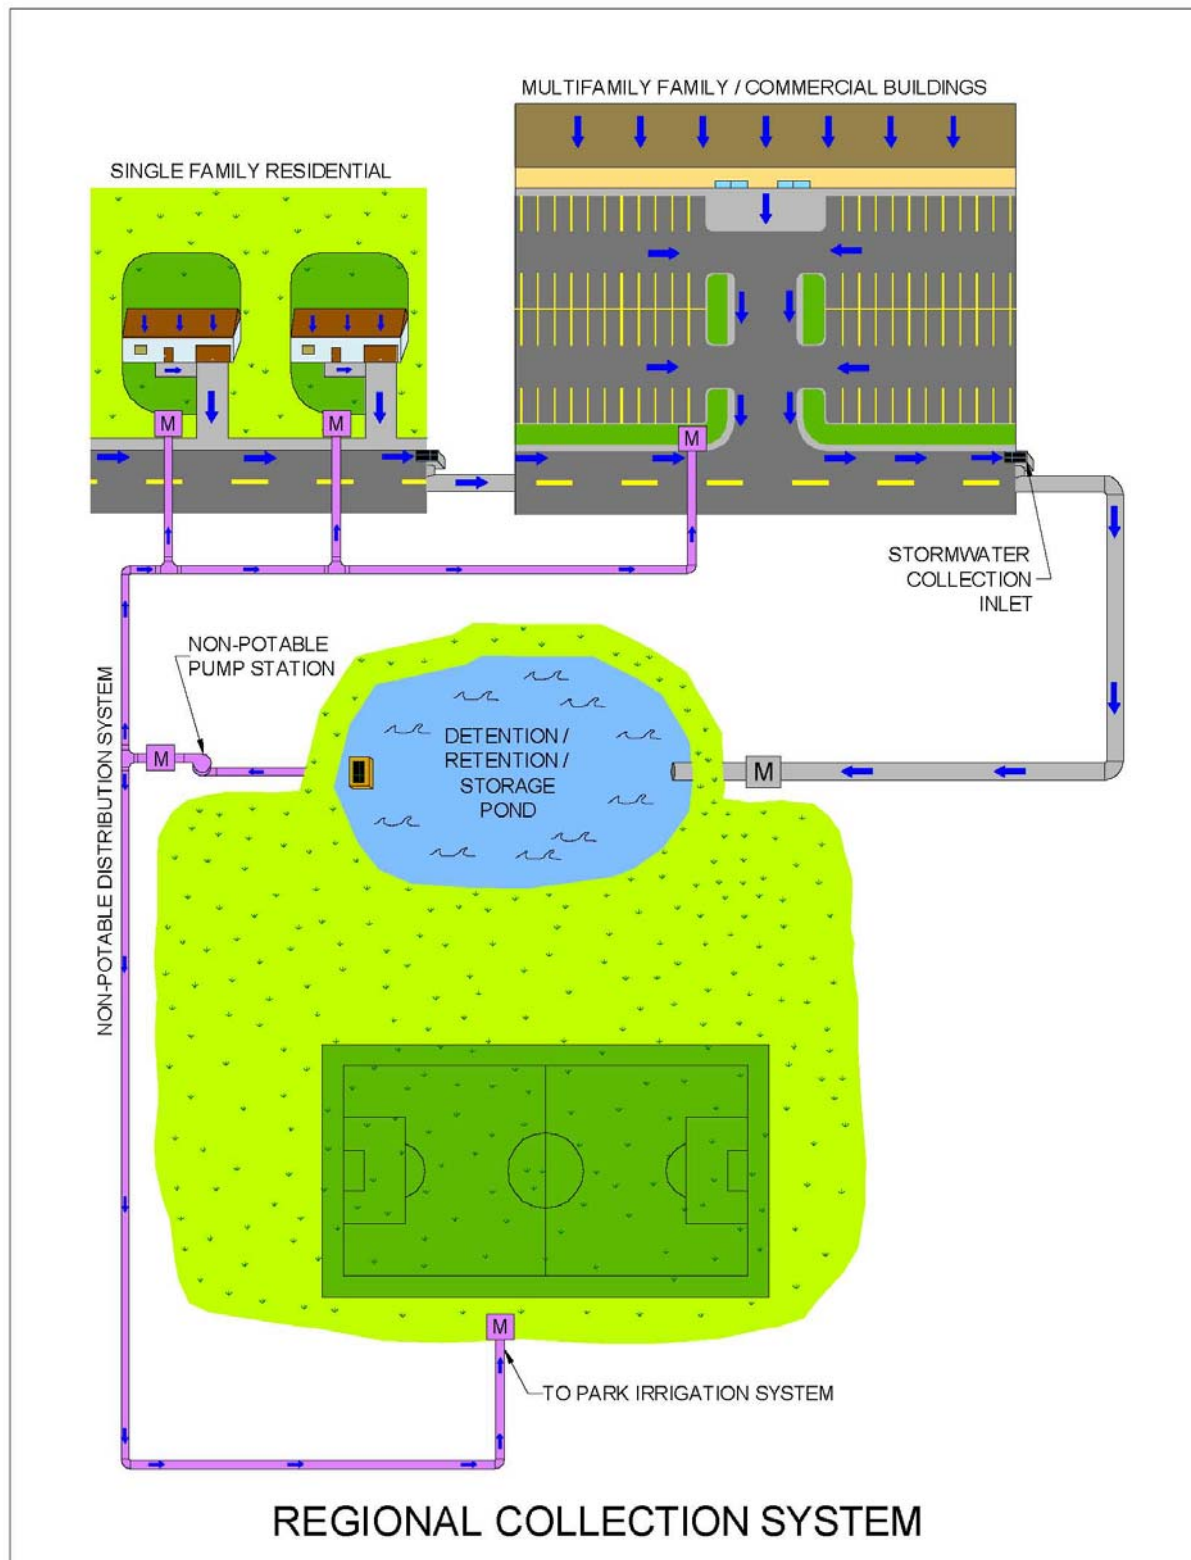 MULTIFAMILY FAMILY / COMMERCIAL BUILDINGS
SINGLE FAMILY RESIDENTIAL
M
M
M
STORMWATER
COLLECTION
INLET
NON-POTABLE
PUMP STATION
NON-POTABLE DISTRIBUTION SYSTEM
M
DETENTION /
RETENTION /
STORAGE
POND
M
M
TO PARK IRRIGATION SYSTEM
REGIONAL COLLECTION SYSTEM